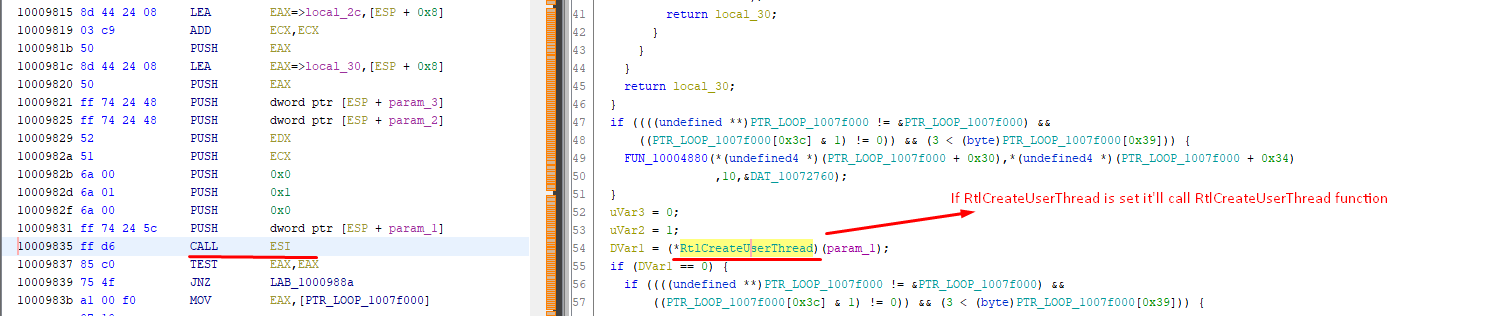 10009815 8d 44 24 08 LEA EAX=>local_2c,[ESP + 0x8]
10009819 03 c9 ADD ECX,ECX
1000981b 50 PUSH EAX
1000981c 8d 44 24 08 LEA EAX=>local_30,[ESP + 0x8]
10009820 50 PUSH EAX
10009821 ff 74 24 48 PUSH dword ptr [ESP + param_3]
10009825 ff 74 24 48 PUSH dword ptr [ESP + param_2]
10009829 52 PUSH EDX
1000982a 51 PUSH ECX
1000982b 6a 00 PUSH 0x0
1000982d 6a 01 PUSH 0x1
1000982f 6a 00 PUSH 0x0
10009831 ff 74 24 5c PUSH dword ptr [ESP + param_1]
10009835 ff d6 CALL ESI
10009837 85 c0 TEST EAX,EAX
10009839 75 4f JNZ LAB_1000988a
1000983b a1 00 f0 MOV EAX,[PTR_LOOP_1007f000]
41 return local_30;
42 }
43 }
44 }
45 return local_30;
46 }
47 if ((((undefined **)PTR_LOOP_1007f000 != &PTR_LOOP_1007f000) &&
48 ((PTR_LOOP_1007f000[0x3c] & 1) != 0)) && (3 < (byte)PTR_LOOP_1007f000[0x39])) {
49 FUN_10004880(*(undefined4 *)(PTR_LOOP_1007f000 + 0x30),*(undefined4 *)(PTR_LOOP_1007f000 + 0x34)
50 ,10,&DAT_10072760);
51 }
52 uVar3 = 0;
53 uVar2 = 1;
54 DVar1 = (*RtlCreateUserThread)(param_1);
55 if (DVar1 == 0) {
56 if ((((undefined **)PTR_LOOP_1007f000 != &PTR_LOOP_1007f000) &&
57 ((PTR_LOOP_1007f000[0x3c] & 1) != 0)) && (3 < (byte)PTR_LOOP_1007f000[0x39])) {
If RtlCreateUserThread is set it'll call RtlCreateUserThread function